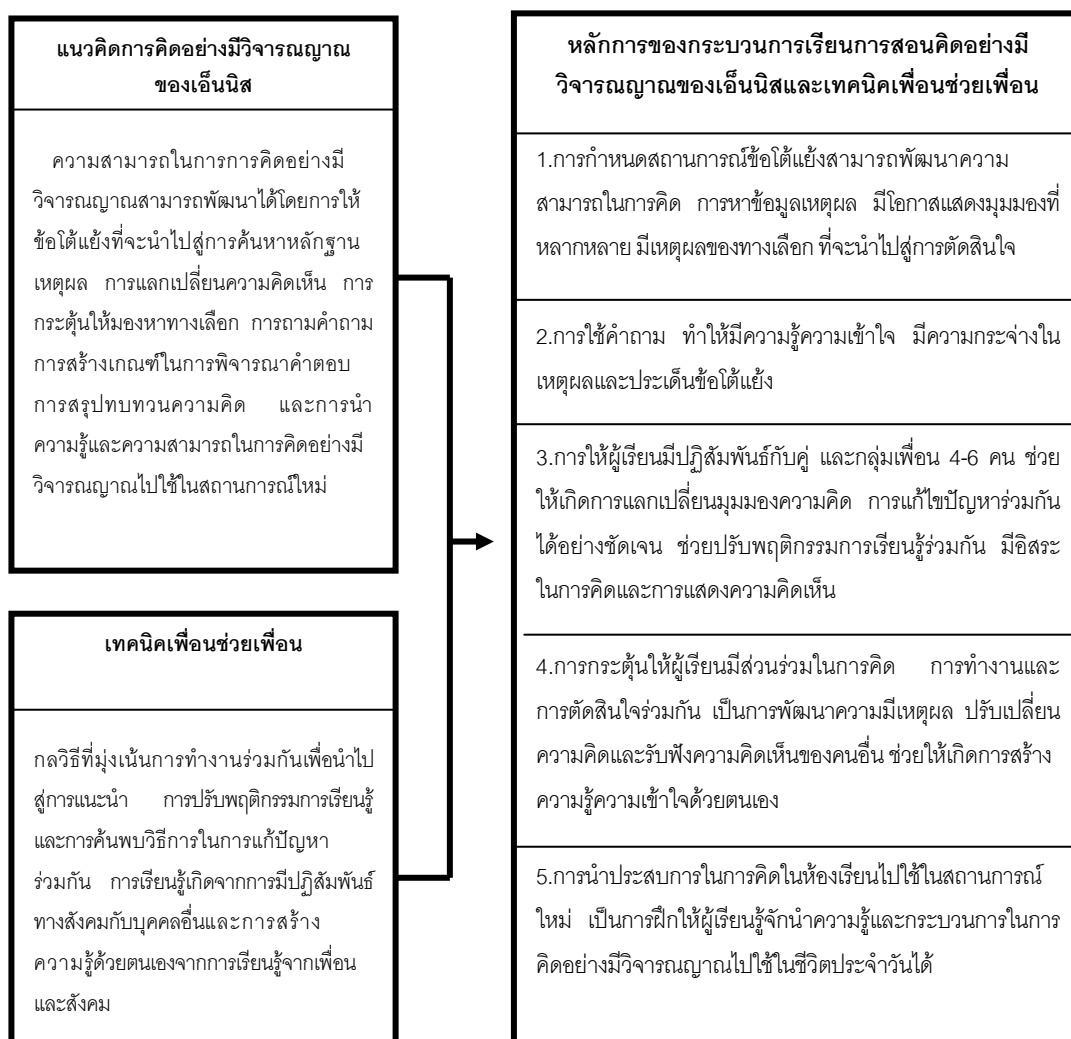 แนวคิดการคิดอย่างมีวิจารณญาณ
ของเอ็นนิส
ความสามารถในการการคิดอย่างมี
วิจารณญาณสามารถพัฒนาได้โดยการให้
ข้อโต้แย้งที่จะนำไปสู่การค้นหาหลักฐาน
เหตุผล การแลกเปลี่ยนความคิดเห็น การ
กระตุ้นให้มองหาทางเลือก การถามคำถาม
การสร้างเกณฑ์ในการพิจารณาคำตอบ
การสรุปทบทวนความคิด และการนำ
ความรู้และความสามารถในการคิดอย่างมี
วิจารณญาณไปใช้ในสถานการณ์ใหม่
เทคนิคเพื่อนช่วยเพื่อน
กลวิธีที่มุ่งเน้นการทำงานร่วมกันเพื่อนำไป
สู่การแนะนำ การปรับพฤติกรรมการเรียนรู้
และการค้นพบวิธีการในการแก้ปัญหา
ร่วมกัน การเรียนรู้เกิดจากการมีปฏิสัมพันธ์
ทางสังคมกับบุคคลอื่นและการสร้าง
ความรู้ด้วยตนเองจากการเรียนรู้จากเพื่อน
และสังคม
หลักการของกระบวนการเรียนการสอนคิดอย่างมี
วิจารณญาณของเอ็นนิสและเทคนิคเพื่อนช่วยเพื่อน
1.การกำหนดสถานการณ์ข้อโต้แย้งสามารถพัฒนาความ
สามารถในการคิด การหาข้อมูลเหตุผล มีโอกาสแสดงมุมมองที่
หลากหลาย มีเหตุผลของทางเลือก ที่จะนำไปสู่การตัดสินใจ
2.การใช้คำถาม ทำให้มีความรู้ความเข้าใจ มีความกระจ่างใน
เหตุผลและประเด็นข้อโต้แย้ง
3.การให้ผู้เรียนมีปฏิสัมพันธ์กับคู่ และกลุ่มเพื่อน 4-6 คน ช่วย
ให้เกิดการแลกเปลี่ยนมุมมองความคิด การแก้ไขปัญหาร่วมกัน
ได้อย่างชัดเจน ช่วยปรับพฤติกรรมการเรียนรู้ร่วมกัน มีอิสระ
ในการคิดและการแสดงความคิดเห็น
4.การกระตุ้นให้ผู้เรียนมีส่วนร่วมในการคิด การทำงานและ
การตัดสินใจร่วมกัน เป็นการพัฒนาความมีเหตุผล ปรับเปลี่ยน
ความคิดและรับฟังความคิดเห็นของคนอื่น ช่วยให้เกิดการสร้าง
ความรู้ความเข้าใจด้วยตนเอง
5.การนำประสบการในการคิดในห้องเรียนไปใช้ในสถานการณ์
ใหม่ เป็นการฝึกให้ผู้เรียนรู้จักนำความรู้และกระบวนการในการ
คิดอย่างมีวิจารณญาณไปใช้ในชีวิตประจำวันได้